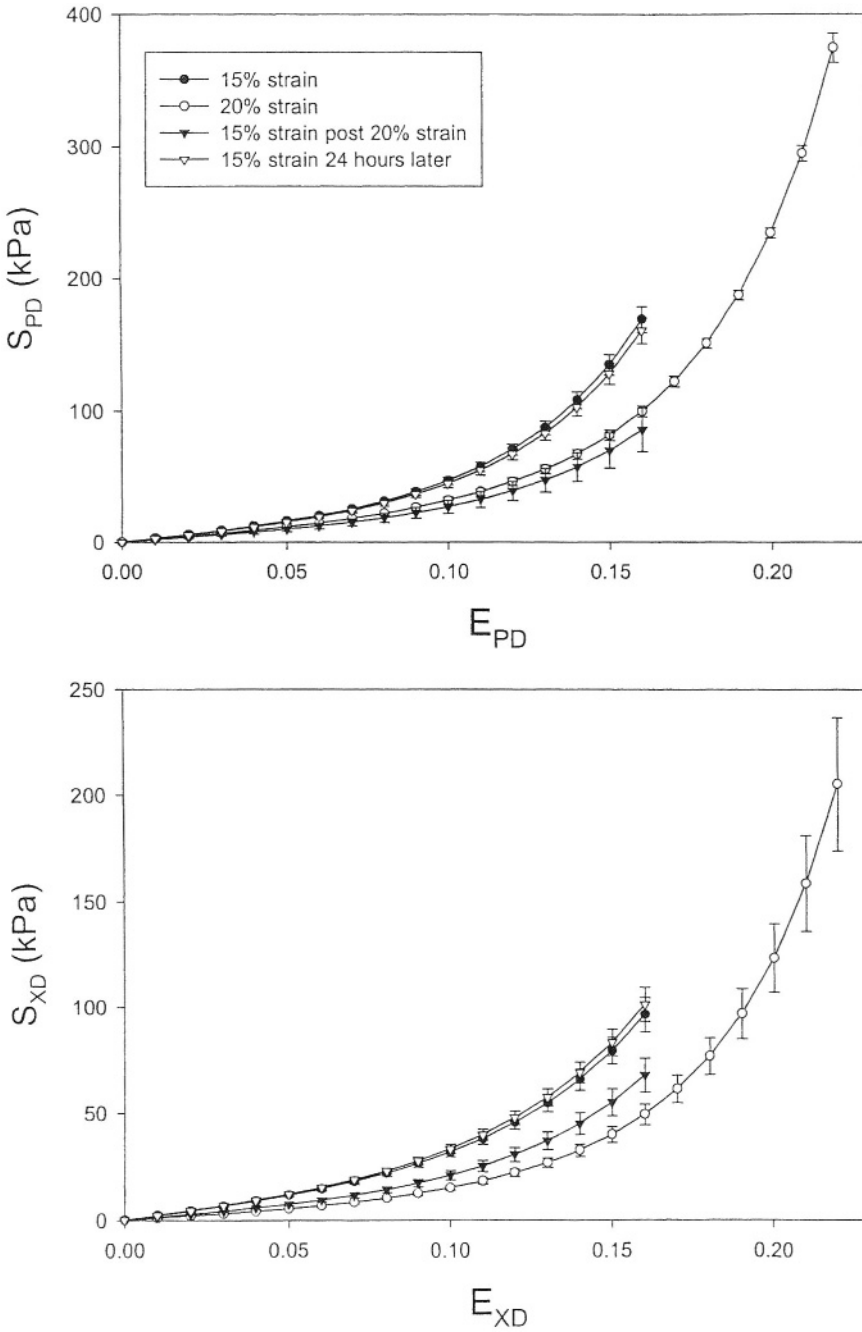 400
300
200
100
0
S_PD (kPa)
15% strain
20% strain
15% strain post 20% strain
15% strain 24 hours later
0.00 0.05 0.10 0.15 0.20
E_PD
250
200
150
100
50
0
S_XD (kPa)
0.00 0.05 0.10 0.15 0.20
E_XD